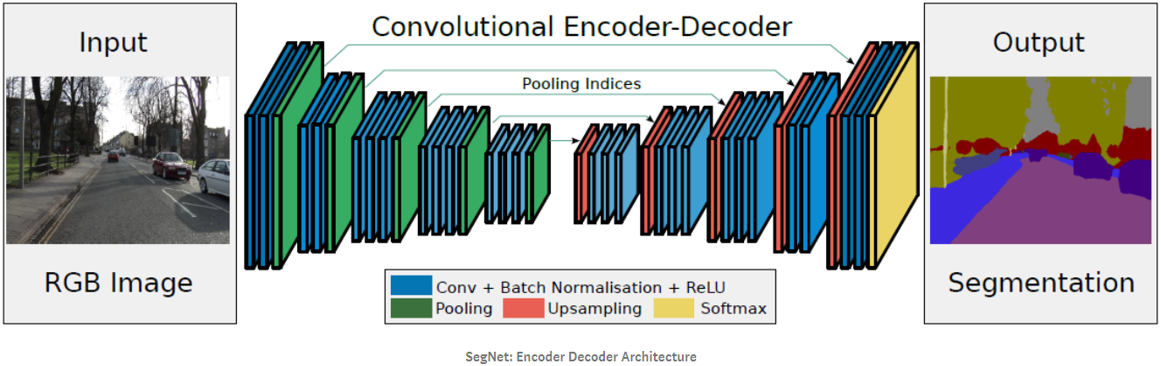 Input
RGB Image
Convolutional Encoder-Decoder
Pooling Indices
Conv + Batch Normalisation + ReLU
Pooling Upsampling Softmax
Output
Segmentation
SegNet: Encoder Decoder Architecture